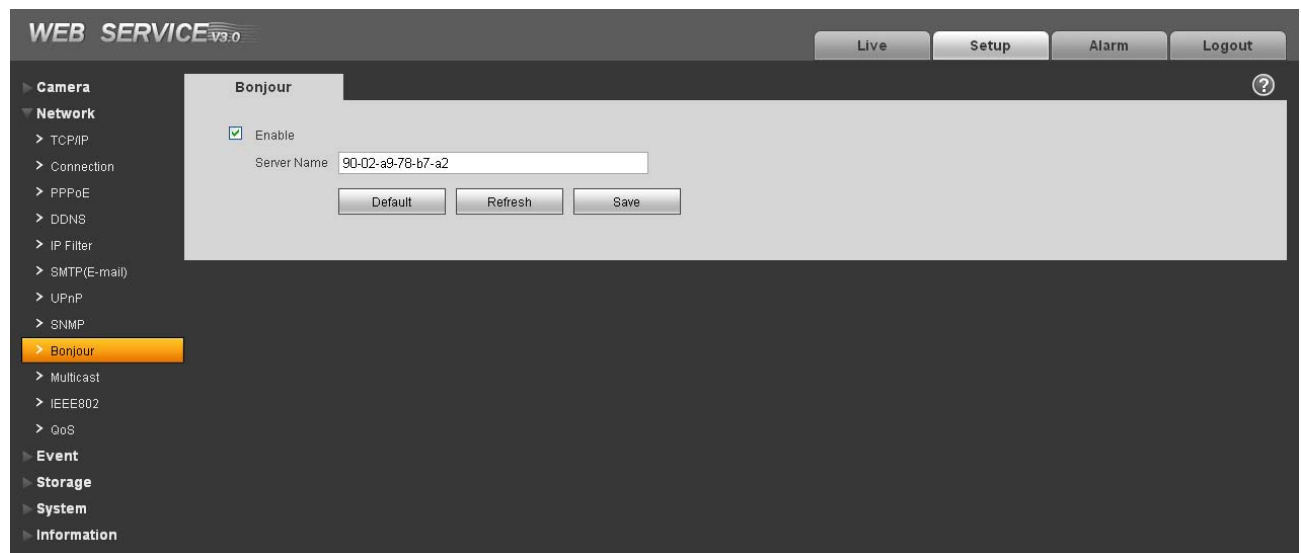 WEB SERVICE V3.0
Live
Setup
Alarm
Logout
Camera
Network
> TCP/IP
> Connection
> PPPoE
> DDNS
> IP Filter
> SMTP(E-mail)
> UPnP
> SNMP
> Bonjour
> Multicast
> IEEE802
> QoS
Event
Storage
System
Information
Bonjour
?
Enable
Server Name 90-02-a9-78-b7-a2
Default Refresh Save